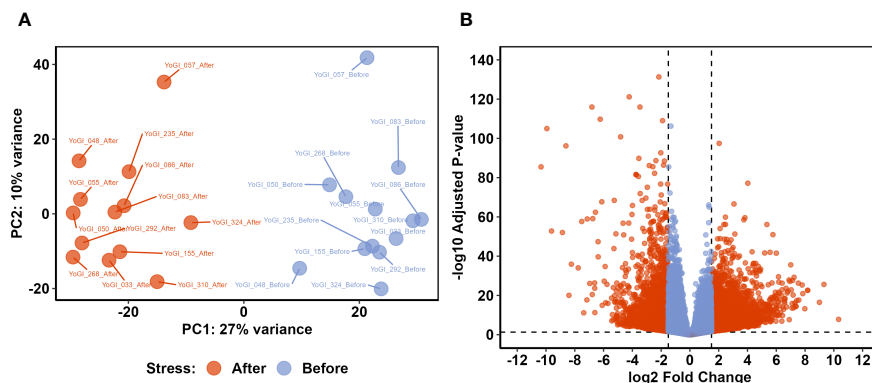 A
B
YoGI_057_After
YoGI_057_Before
YoGI_235_After
YoGI_048_After
YoGI_086_After
YoGI_055_After
YoGI_083_After
YoGI_050_After
YoGI_292_After
YoGI_324_After
YoGI_155_After
YoGI_268_After
YoGI_033_After
YoGI_310_After
YoGI_083_Before
YoGI_268_Before
YoGI_050_Before
YoGI_086_Before
YoGI_055_Before
YoGI_235_Before
YoGI_310_Before
YoGI_033_Before
YoGI_155_Before
YoGI_292_Before
YoGI_048_Before
YoGI_324_Before
40
20
0
-20
PC2: 10% variance
-20
0
20
PC1: 27% variance
Stress:
After
Before
140
120
100
80
60
40
20
0
-log10 Adjusted P-value
-12
-10
-8
-6
-4
-2
0
2
4
6
8
10
12
log2 Fold Change